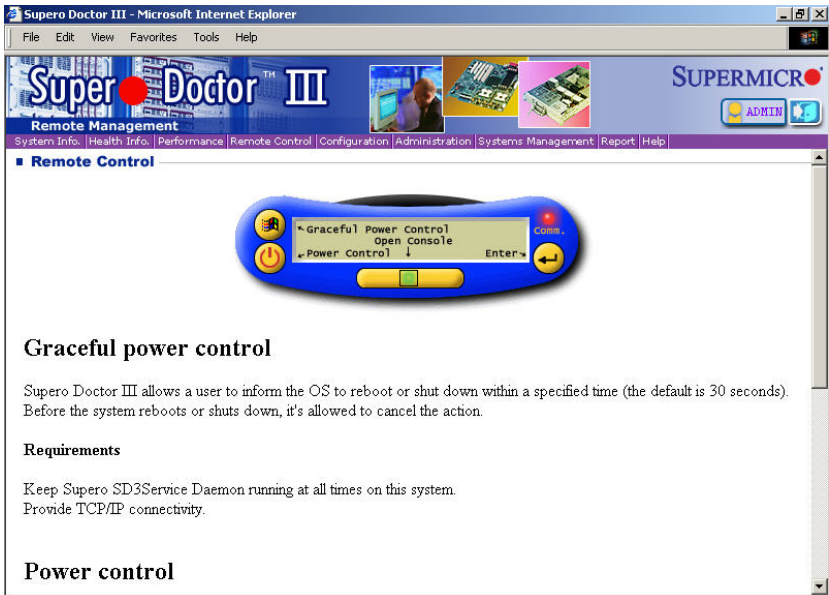 Supero Doctor III - Microsoft Internet Explorer
File Edit View Favorites Tools Help
Super Doctor™ III
SUPERMICR
Remote Management
ADMIN
System Info. Health Info. Performance Remote Control Configuration Administration Systems Management Report Help
Remote Control
Graceful Power Control
Open Console
Power Control
Enter
Comm.
Graceful power control
Supero Doctor III allows a user to inform the OS to reboot or shut down within a specified time (the default is 30 seconds).
Before the system reboots or shuts down, it's allowed to cancel the action.
Requirements
Keep Supero SD3Service Daemon running at all times on this system.
Provide TCP/IP connectivity.
Power control